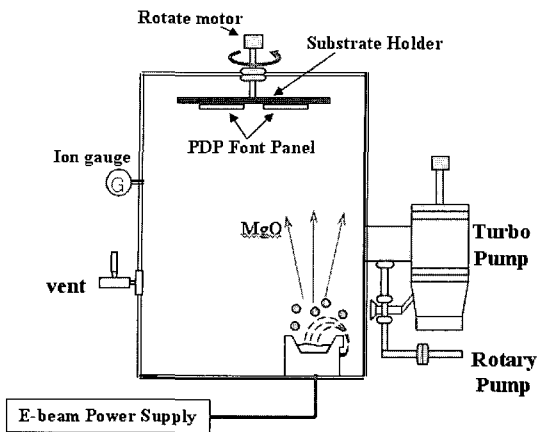 Rotate motor
Substrate Holder
PDP Font Panel
Ion gauge
G
MgO
Turbo
Pump
vent
Rotary
Pump
E-beam Power Supply